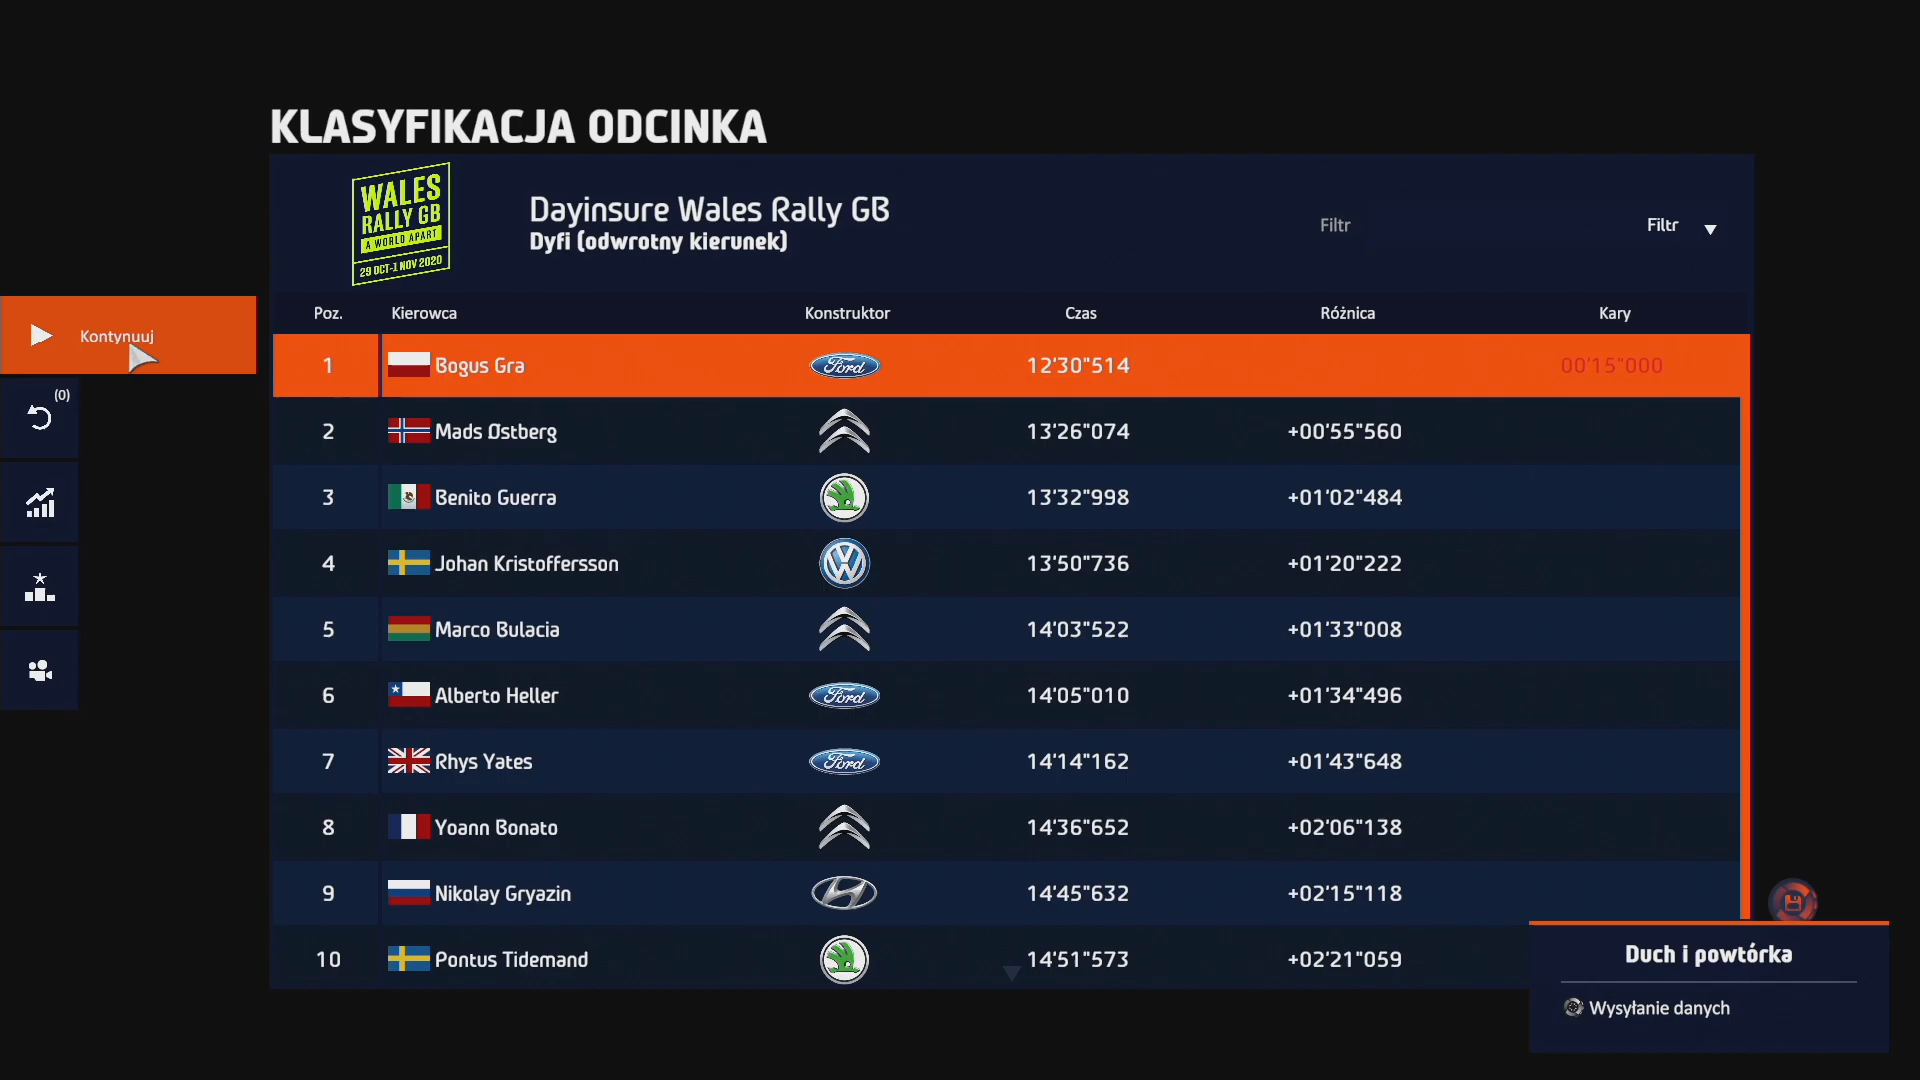 KLASYFIKACJA ODCINKA
WALES
RALLY GB
A WORLD APART
29 OCT-1 NOV 2020
Dayinsure Wales Rally GB
Dyfi (odwrotny kierunek)
Filtr
Filtr
Kontynuuj
(0)
Poz. Kierowca Konstruktor Czas Różnica Kary
1 Bogus Gra Ford 12'30"514 00'15"000
2 Mads Østberg 13'26"074 +00'55"560
3 Benito Guerra 13'32"998 +01'02"484
4 Johan Kristoffersson 13'50"736 +01'20"222
5 Marco Bulacia 14'03"522 +01'33"008
6 Alberto Heller Ford 14'05"010 +01'34"496
7 Rhys Yates Ford 14'14"162 +01'43"648
8 Yoann Bonato 14'36"652 +02'06"138
9 Nikolay Gryazin 14'45"632 +02'15"118
10 Pontus Tidemand 14'51"573 +02'21"059
Duch i powtórka
Wysyłanie danych